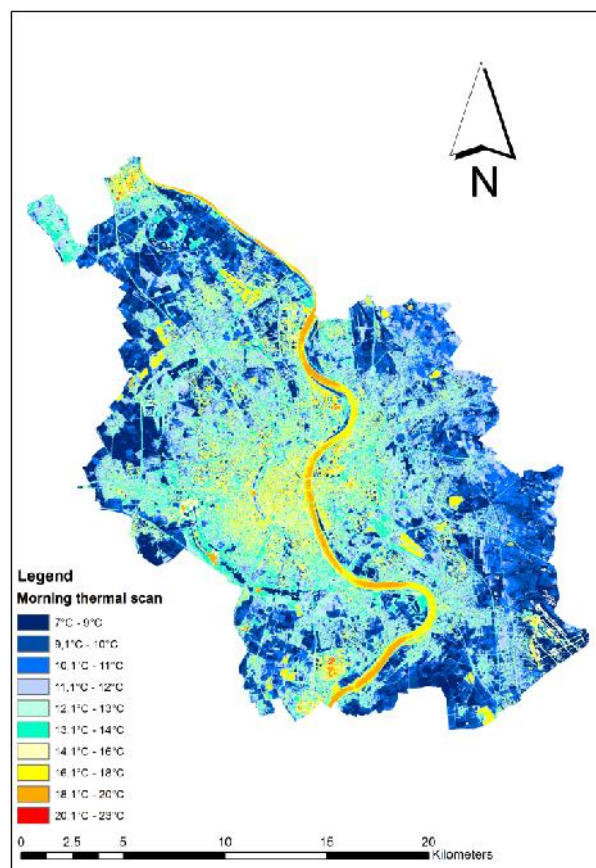 N
Legend
Morning thermal scan
7°C - 9°C
9,1°C - 10°C
10,1°C - 11°C
11,1°C - 12°C
12,1°C - 13°C
13,1°C - 14°C
14,1°C - 16°C
16,1°C - 18°C
18,1°C - 20°C
20,1°C - 23°C
0 2.5 5 10 15 20
Kilometers